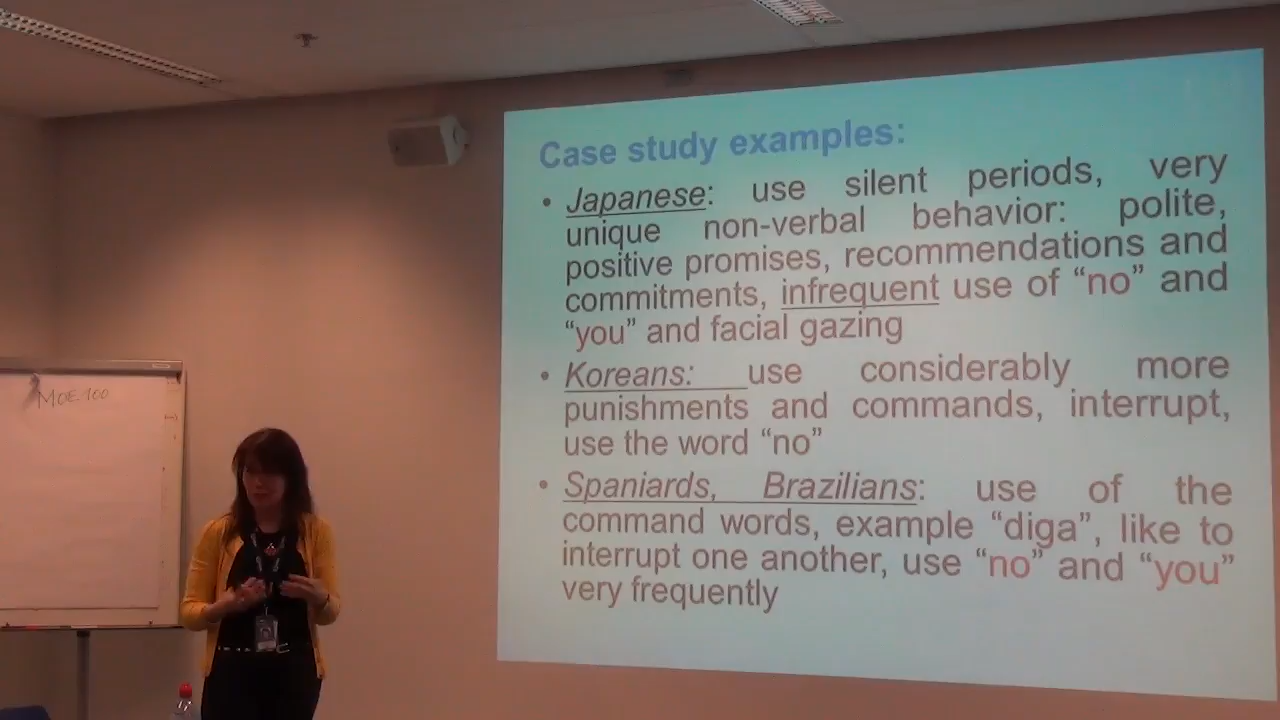 MOE 100
Case study examples:
• Japanese: use silent periods, very
unique non-verbal behavior: polite,
positive promises, recommendations and
commitments, infrequent use of “no” and
“you” and facial gazing
• Koreans: use considerably more
punishments and commands, interrupt,
use the word “no”
• Spaniards, Brazilians: use of the
command words, example “diga”, like to
interrupt one another, use “no” and “you”
very frequently